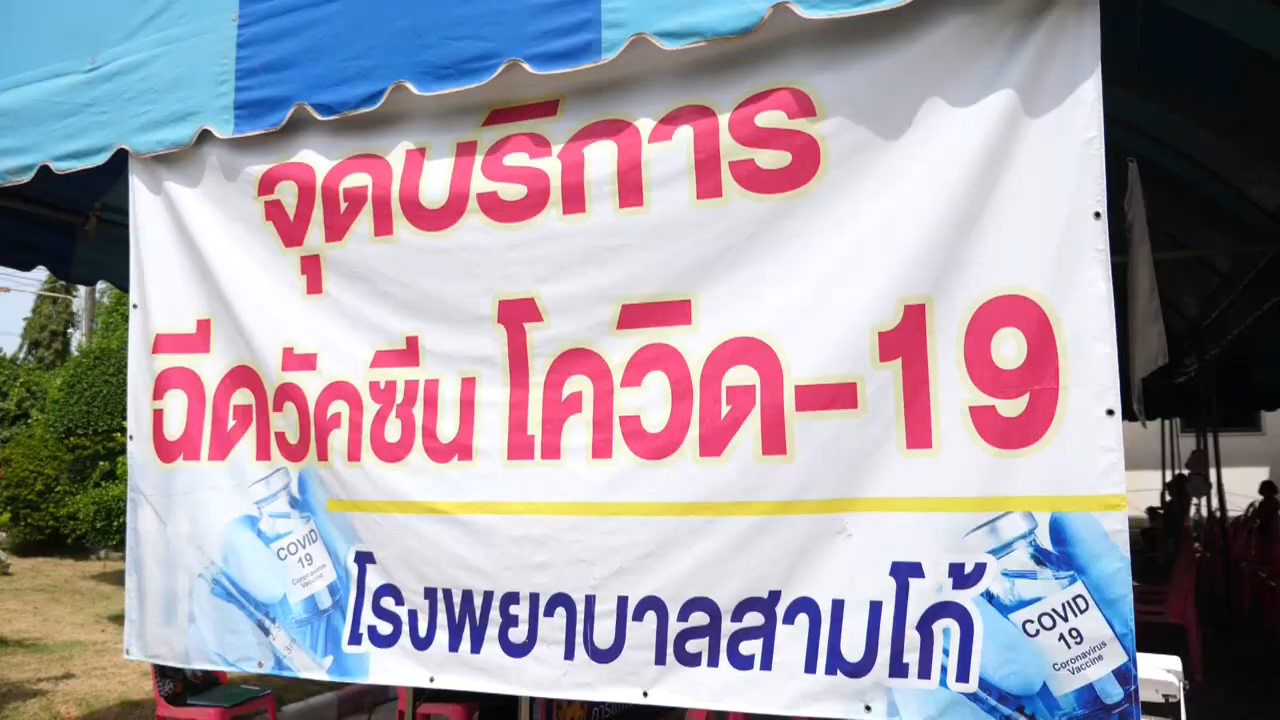 จุดบริการ
ฉีดวัคซีน โควิด-19
COVID
19
Coronavirus
Vaccine
โรงพยาบาลสามโก้
COVID
19
Coronavirus
Vaccine